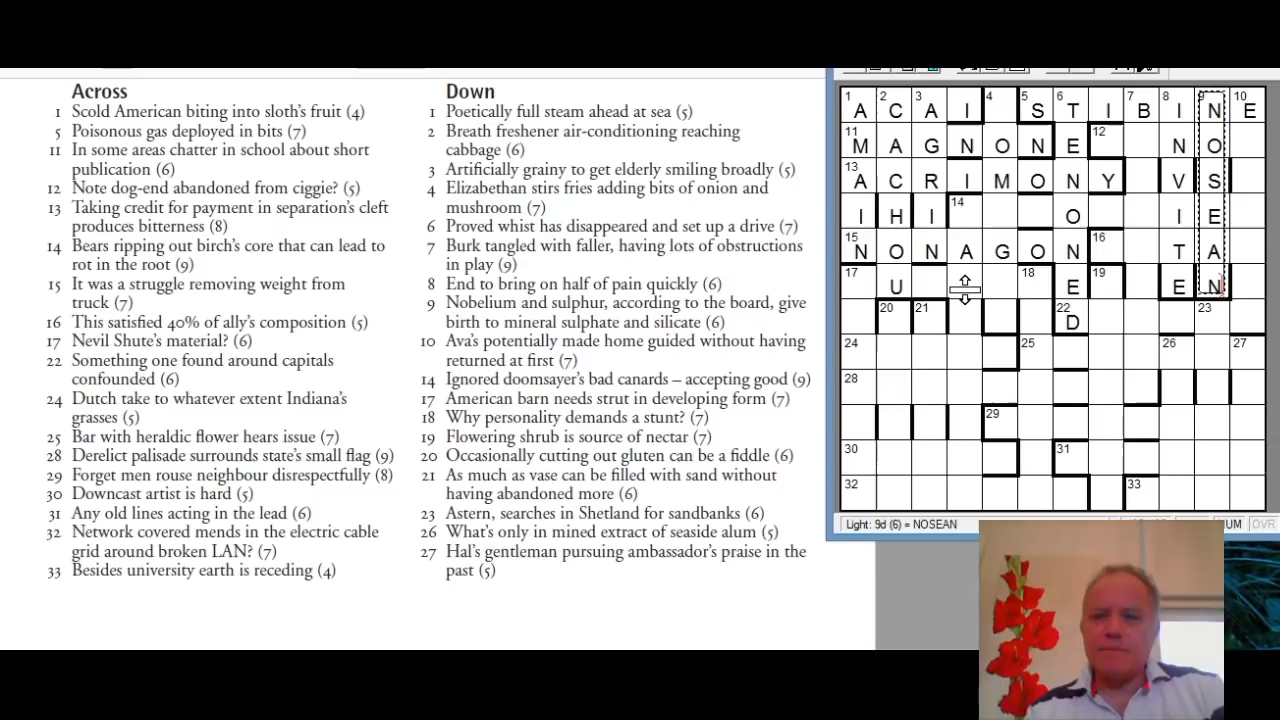 Across
1 Scold American biting into sloth's fruit (4)
5 Poisonous gas deployed in bits (7)
11 In some areas chatter in school about short
publication (6)
12 Note dog-end abandoned from ciggie? (5)
13 Taking credit for payment in separation's cleft
produces bitterness (8)
14 Bears ripping out birch's core that can lead to
rot in the root (9)
15 It was a struggle removing weight from
truck (7)
16 This satisfied 40% of ally's composition (5)
17 Nevil Shute's material? (6)
22 Something one found around capitals
confounded (6)
24 Dutch take to whatever extent Indiana's
grasses (5)
25 Bar with heraldic flower hears issue (7)
28 Derelict palisade surrounds state's small flag (9)
29 Forget men rouse neighbour disrespectfully (8)
30 Downcast artist is hard (5)
31 Any old lines acting in the lead (6)
32 Network covered mends in the electric cable
grid around broken LAN? (7)
33 Besides university earth is receding (4)
Down
1 Poetically full steam ahead at sea (5)
2 Breath freshener air-conditioning reaching
cabbage (6)
3 Artificially grainy to get elderly smiling broadly (5)
4 Elizabethan stirs fries adding bits of onion and
mushroom (7)
6 Proved whist has disappeared and set up a drive (7)
7 Burk tangled with faller, having lots of obstructions
in play (9)
8 End to bring on half of pain quickly (6)
9 Nobelium and sulphur, according to the board, give
birth to mineral sulphate and silicate (6)
10 Ava's potentially made home guided without having
returned at first (7)
14 Ignored doomsayer's bad canards – accepting good (9)
17 American barn needs strut in developing form (7)
18 Why personality demands a stunt? (7)
19 Flowering shrub is source of nectar (7)
20 Occasionally cutting out gluten can be a fiddle (6)
21 As much as vase can be filled with sand without
having abandoned more (6)
23 Astern, searches in Shetland for sandbanks (6)
26 What's only in mined extract of seaside alum (5)
27 Hal's gentleman pursuing ambassador's praise in the
past (5)
1 2 3 4 5 6 7 8 9 10
A C A I S T I B I N E
11 12
M A G N O N E N O
13
A C R I M O N Y V S
14
I H I O I E
15 16
N O N A G O N T A
17 18 19
U E E N
20 21 22 23
D
24 25 26 27
28
29
30 31
32 33
Light: 9d (6) = NOSEAN
UM OVR